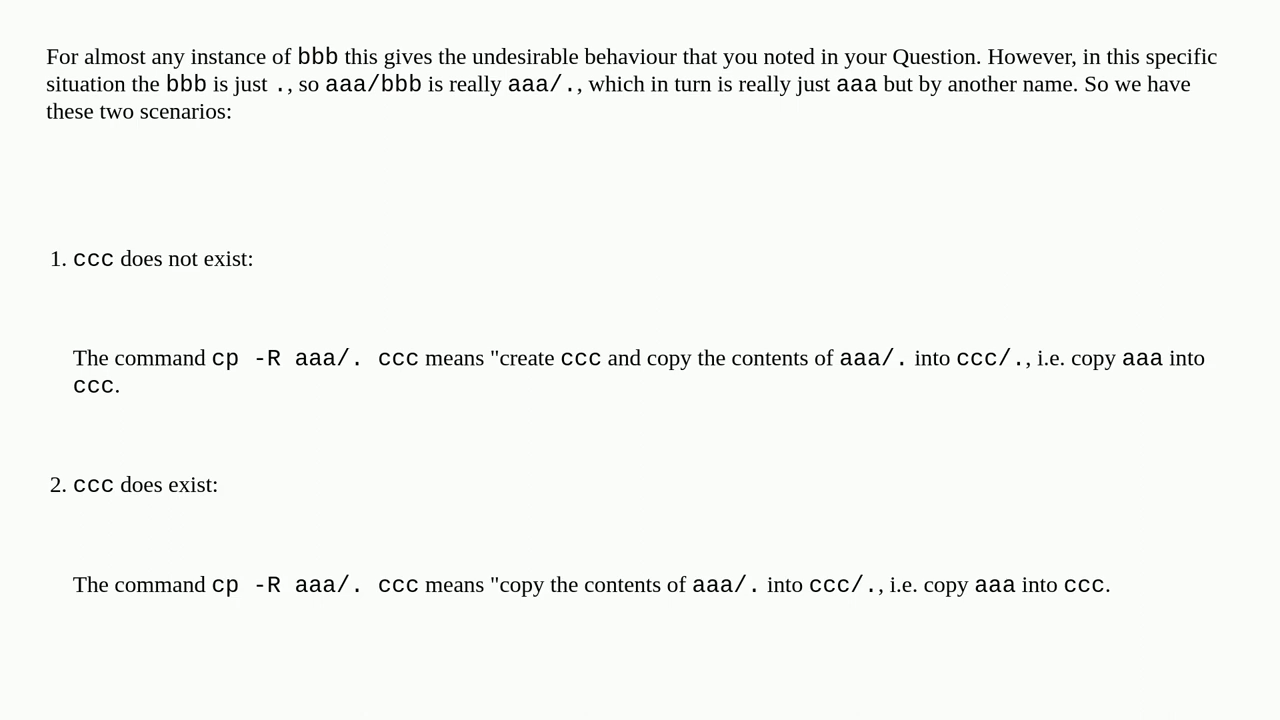 For almost any instance of bbb this gives the undesirable behaviour that you noted in your Question. However, in this specific
situation the bbb is just ., so aaa/bbb is really aaa/., which in turn is really just aaa but by another name. So we have
these two scenarios:
1. ccc does not exist:
The command cp -R aaa/. ccc means "create ccc and copy the contents of aaa/. into ccc/., i.e. copy aaa into
ccc.
2. ccc does exist:
The command cp -R aaa/. ccc means "copy the contents of aaa/. into ccc/., i.e. copy aaa into ccc.